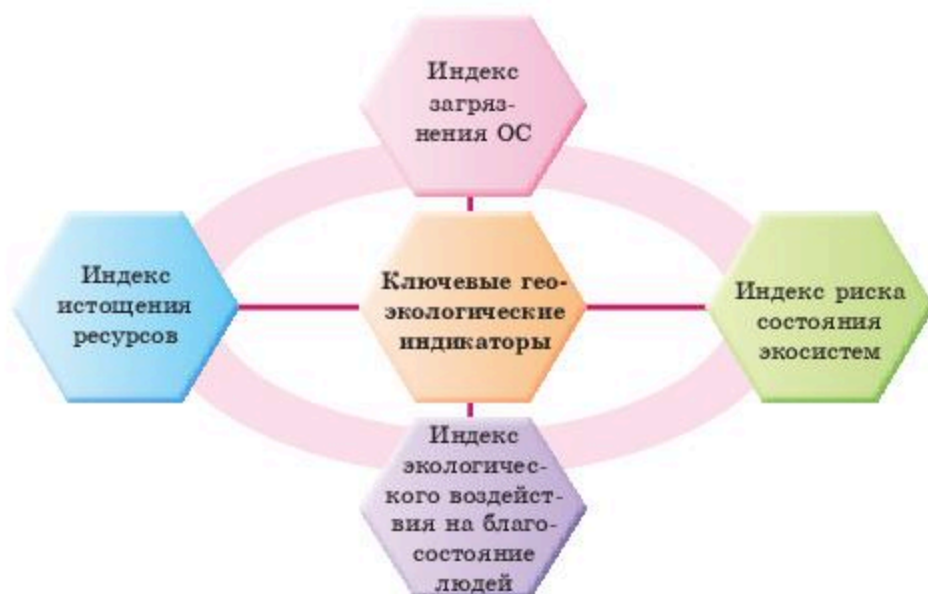 Индекс
загряз-
нения ОС
Индекс
истощения
ресурсов
Ключевые гео-
экологические
индикаторы
Индекс риска
состояния
экосистем
Индекс
экологичес-
кого воздейст-
вия на благо-
состояние
людей